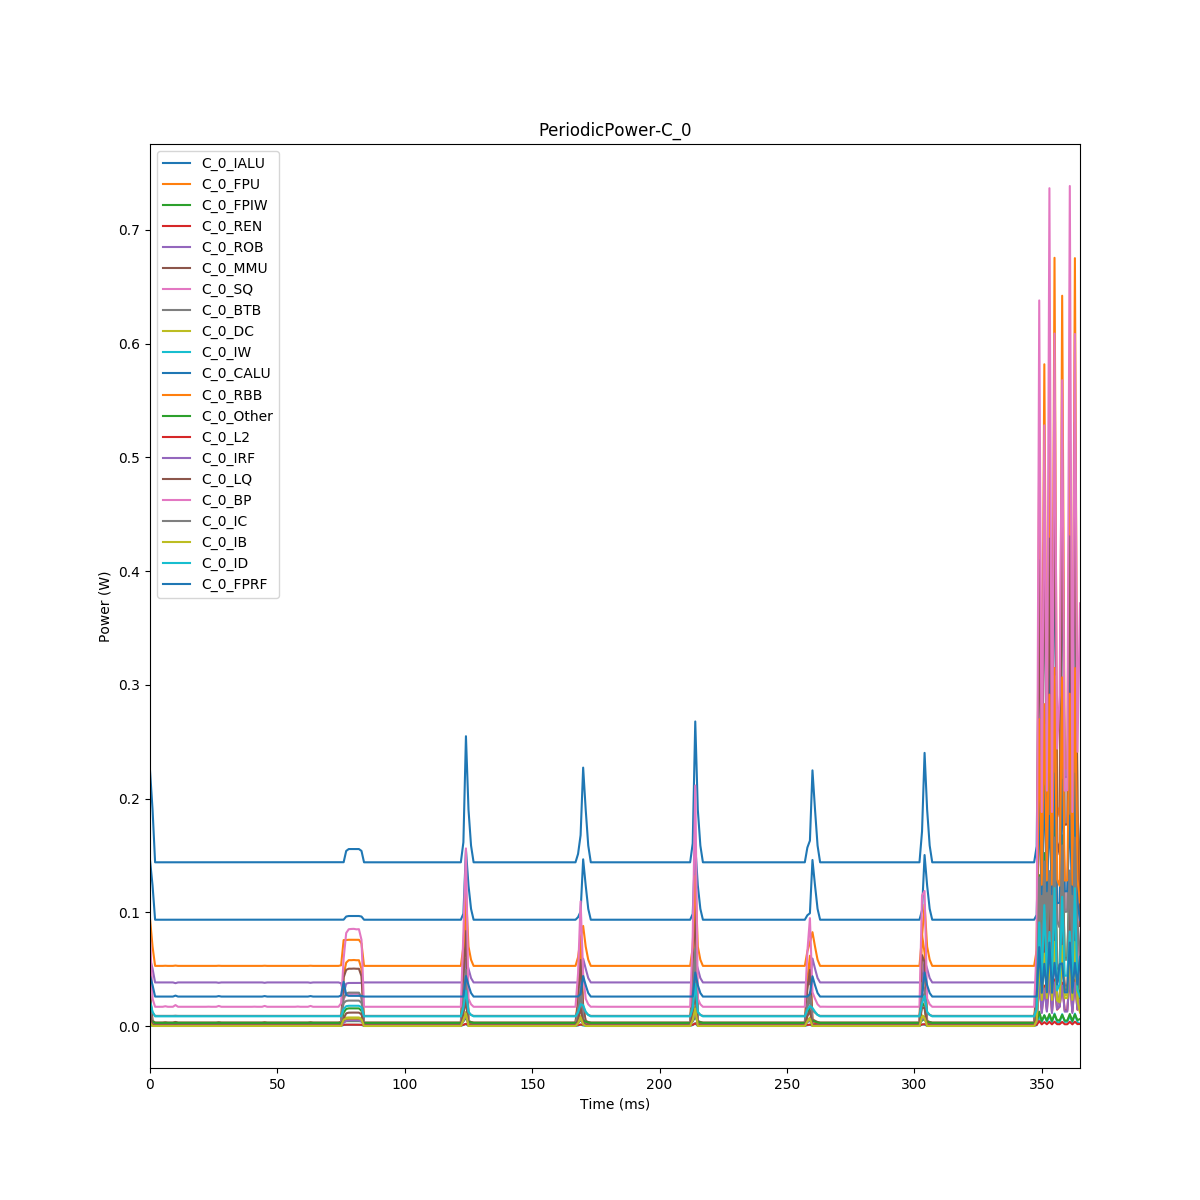 PeriodicPower-C_0
C_0_IALU
C_0_FPU
C_0_FPIW
C_0_REN
C_0_ROB
C_0_MMU
C_0_SQ
C_0_BTB
C_0_DC
C_0_IW
C_0_CALU
C_0_RBB
C_0_Other
C_0_L2
C_0_IRF
C_0_LQ
C_0_BP
C_0_IC
C_0_IB
C_0_ID
C_0_FPRF
0.7
0.6
0.5
0.4
0.3
0.2
0.1
0.0
Power (W)
0 50 100 150 200 250 300 350
Time (ms)